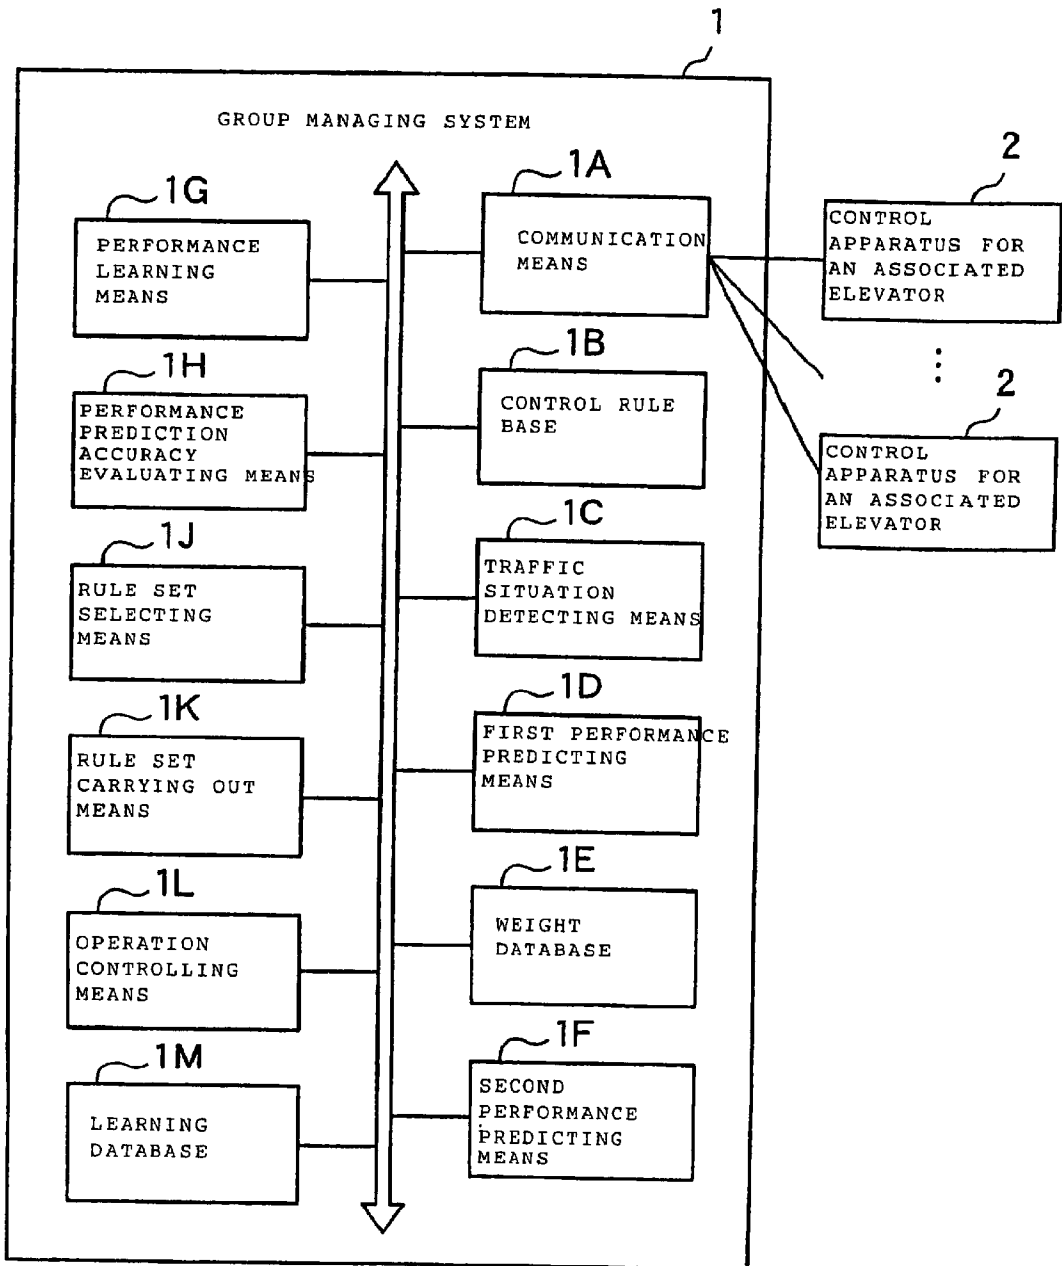 1
GROUP MANAGING SYSTEM
1G
PERFORMANCE
LEARNING
MEANS
1H
PERFORMANCE
PREDICTION
ACCURACY
EVALUATING MEANS
1J
RULE SET
SELECTING
MEANS
1K
RULE SET
CARRYING OUT
MEANS
1L
OPERATION
CONTROLLING
MEANS
1M
LEARNING
DATABASE
1A
COMMUNICATION
MEANS
1B
CONTROL RULE
BASE
1C
TRAFFIC
SITUATION
DETECTING MEANS
1D
FIRST PERFORMANCE
PREDICTING
MEANS
1E
WEIGHT
DATABASE
1F
SECOND
PERFORMANCE
PREDICTING
MEANS
2
CONTROL
APPARATUS FOR
AN ASSOCIATED
ELEVATOR
2
CONTROL
APPARATUS FOR
AN ASSOCIATED
ELEVATOR